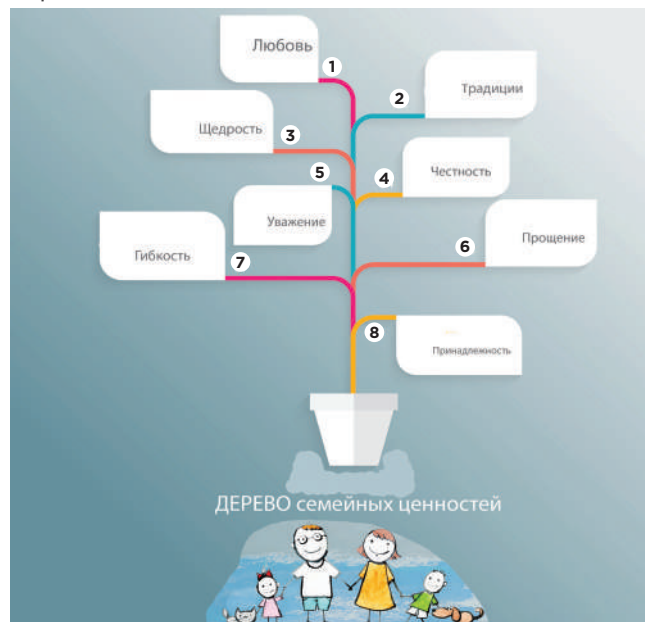 Любовь
1
2
Традиции
Щедрость
3
5
4
Честность
Уважение
6
Прощение
Гибкость
7
8
Принадлежность
ДЕРЕВО семейных ценностей